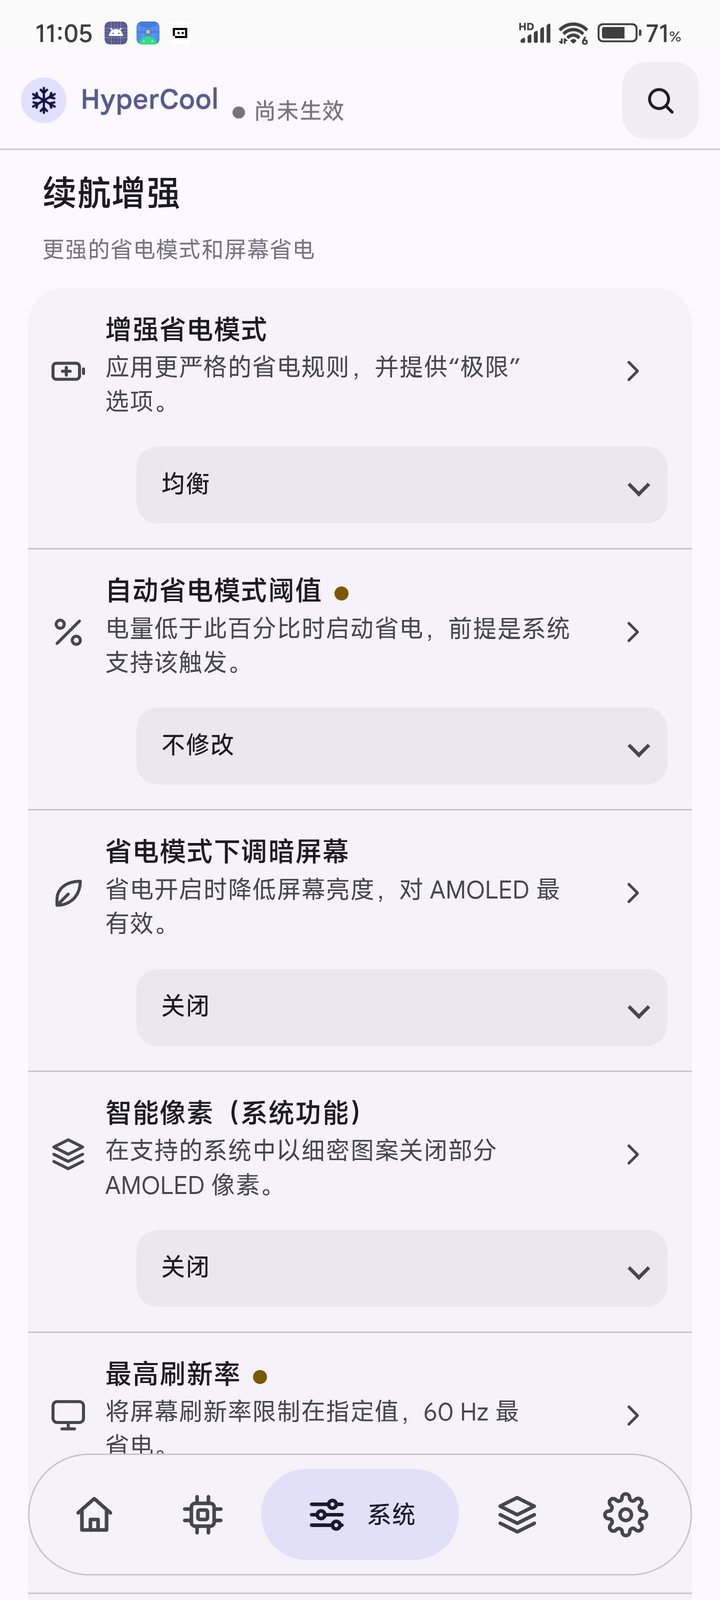 11:05
HD
6
71%
HyperCool
尚未生效
续航增强
更强的省电模式和屏幕省电
增强省电模式
应用更严格的省电规则，并提供“极限”
选项。
均衡
自动省电模式阈值
电量低于此百分比时启动省电，前提是系统
支持该触发。
不修改
省电模式下调暗屏幕
省电开启时降低屏幕亮度，对 AMOLED 最
有效。
关闭
智能像素（系统功能）
在支持的系统中以细密图案关闭部分
AMOLED 像素。
关闭
最高刷新率
将屏幕刷新率限制在指定值，60 Hz 最
省电。
系统